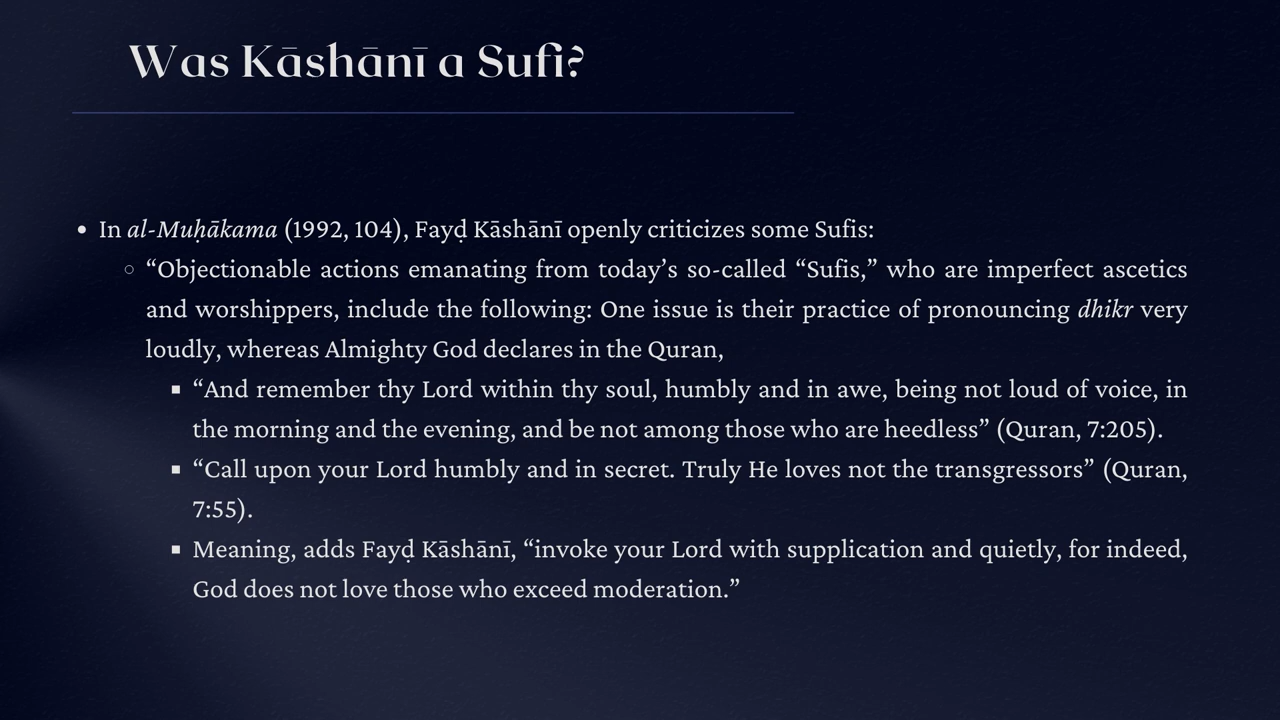 Was Kāshānī a Sufi?
• In al-Muḥākama (1992, 104), Fayḍ Kāshānī openly criticizes some Sufis:
○ “Objectionable actions emanating from today’s so-called “Sufis,” who are imperfect ascetics
and worshippers, include the following: One issue is their practice of pronouncing dhikr very
loudly, whereas Almighty God declares in the Quran,
▪ “And remember thy Lord within thy soul, humbly and in awe, being not loud of voice, in
the morning and the evening, and be not among those who are heedless” (Quran, 7:205).
▪ “Call upon your Lord humbly and in secret. Truly He loves not the transgressors” (Quran,
7:55).
▪ Meaning, adds Fayḍ Kāshānī, “invoke your Lord with supplication and quietly, for indeed,
God does not love those who exceed moderation.”